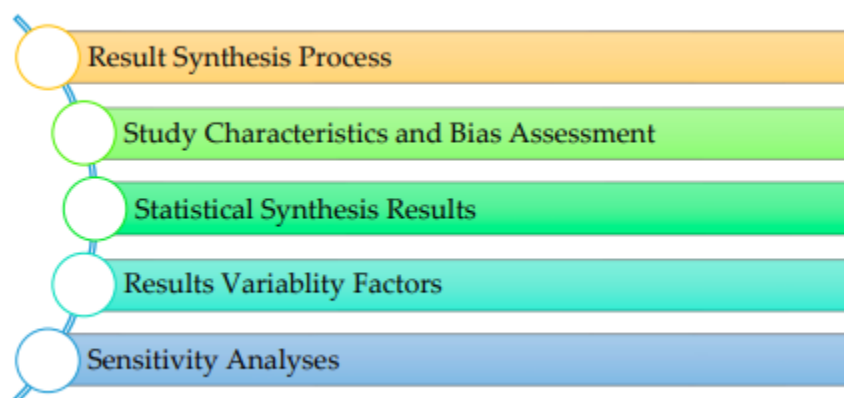 Result Synthesis Process
Study Characteristics and Bias Assessment
Statistical Synthesis Results
Results Variablity Factors
Sensitivity Analyses